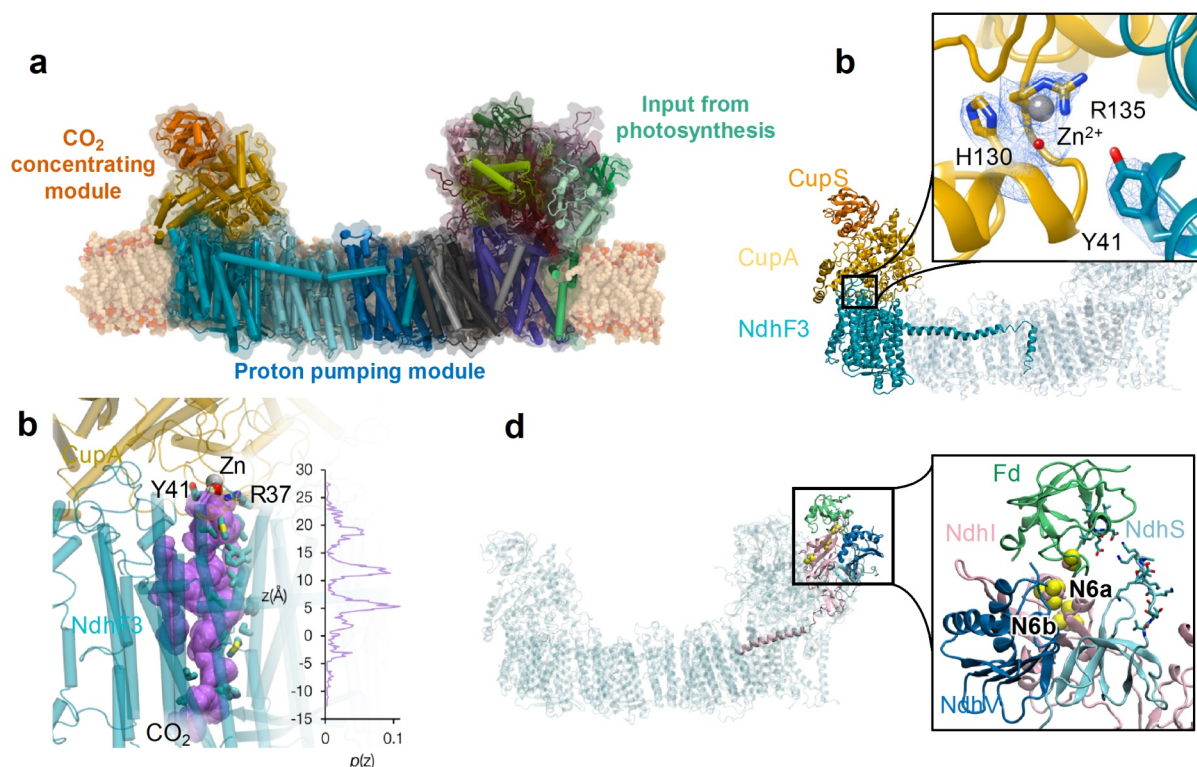 a
CO2
concentrating
module
Input from
photosynthesis
Proton pumping module
b
CupS
CupA
NdhF3
H130
R135
Zn2+
Y41
b
CupA
Zn
Y41
R37
NdhF3
CO2
30
25
20
15
10
5
0
-5
-10
-15
z(Å)
0
0.1
p(z)
d
Fd
NdhI
NdhS
N6a
N6b
NdhV